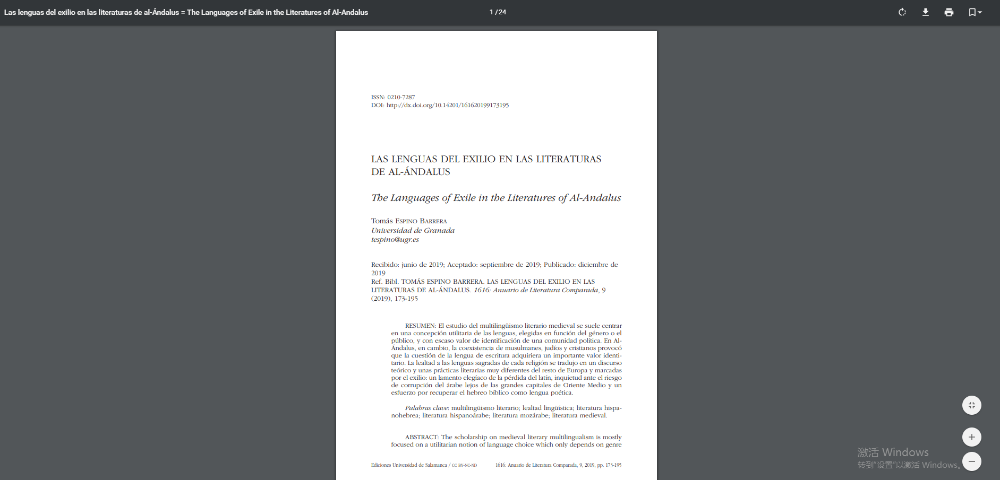 Las lenguas del exilio en las literaturas de al-Ándalus = The Languages of Exile in the Literatures of Al-Andalus
1 / 24
ISSN: 0210-7287
DOI: http://dx.doi.org/10.14201/161620199173195
LAS LENGUAS DEL EXILIO EN LAS LITERATURAS
DE AL-ÁNDALUS
The Languages of Exile in the Literatures of Al-Andalus
Tomás ESPINO BARRERA
Universidad de Granada
tespino@ugr.es
Recibido: junio de 2019; Aceptado: septiembre de 2019; Publicado: diciembre de
2019
Ref. Bibl. TOMÁS ESPINO BARRERA. LAS LENGUAS DEL EXILIO EN LAS
LITERATURAS DE AL-ÁNDALUS. 1616: Anuario de Literatura Comparada, 9
(2019), 173-195
RESUMEN: El estudio del multilingüismo literario medieval se suele centrar
en una concepción utilitaria de las lenguas, elegidas en función del género o el
público, y con escaso valor de identificación de una comunidad política. En Al-
Ándalus, en cambio, la coexistencia de musulmanes, judíos y cristianos provocó
que la cuestión de la lengua de escritura adquiriera un importante valor identi-
tario. La lealtad a las lenguas sagradas de cada religión se tradujo en un discurso
teórico y unas prácticas literarias muy diferentes del resto de Europa y marcadas
por el exilio: un lamento elegíaco de la pérdida del latín, inquietud ante el riesgo
de corrupción del árabe lejos de las grandes capitales de Oriente Medio y un
esfuerzo por recuperar el hebreo bíblico como lengua poética.
Palabras clave: multilingüismo literario; lealtad lingüística; literatura hispa-
nohebrea; literatura hispanoárabe; literatura mozárabe; literatura medieval.
ABSTRACT: The scholarship on medieval literary multilingualism is mostly
focused on a utilitarian notion of language choice which only depends on genre
Ediciones Universidad de Salamanca / CC BY-NC-ND
1616: Anuario de Literatura Comparada, 9, 2019, pp. 173-195
激活 Windows
转到“设置”以激活 Windows。